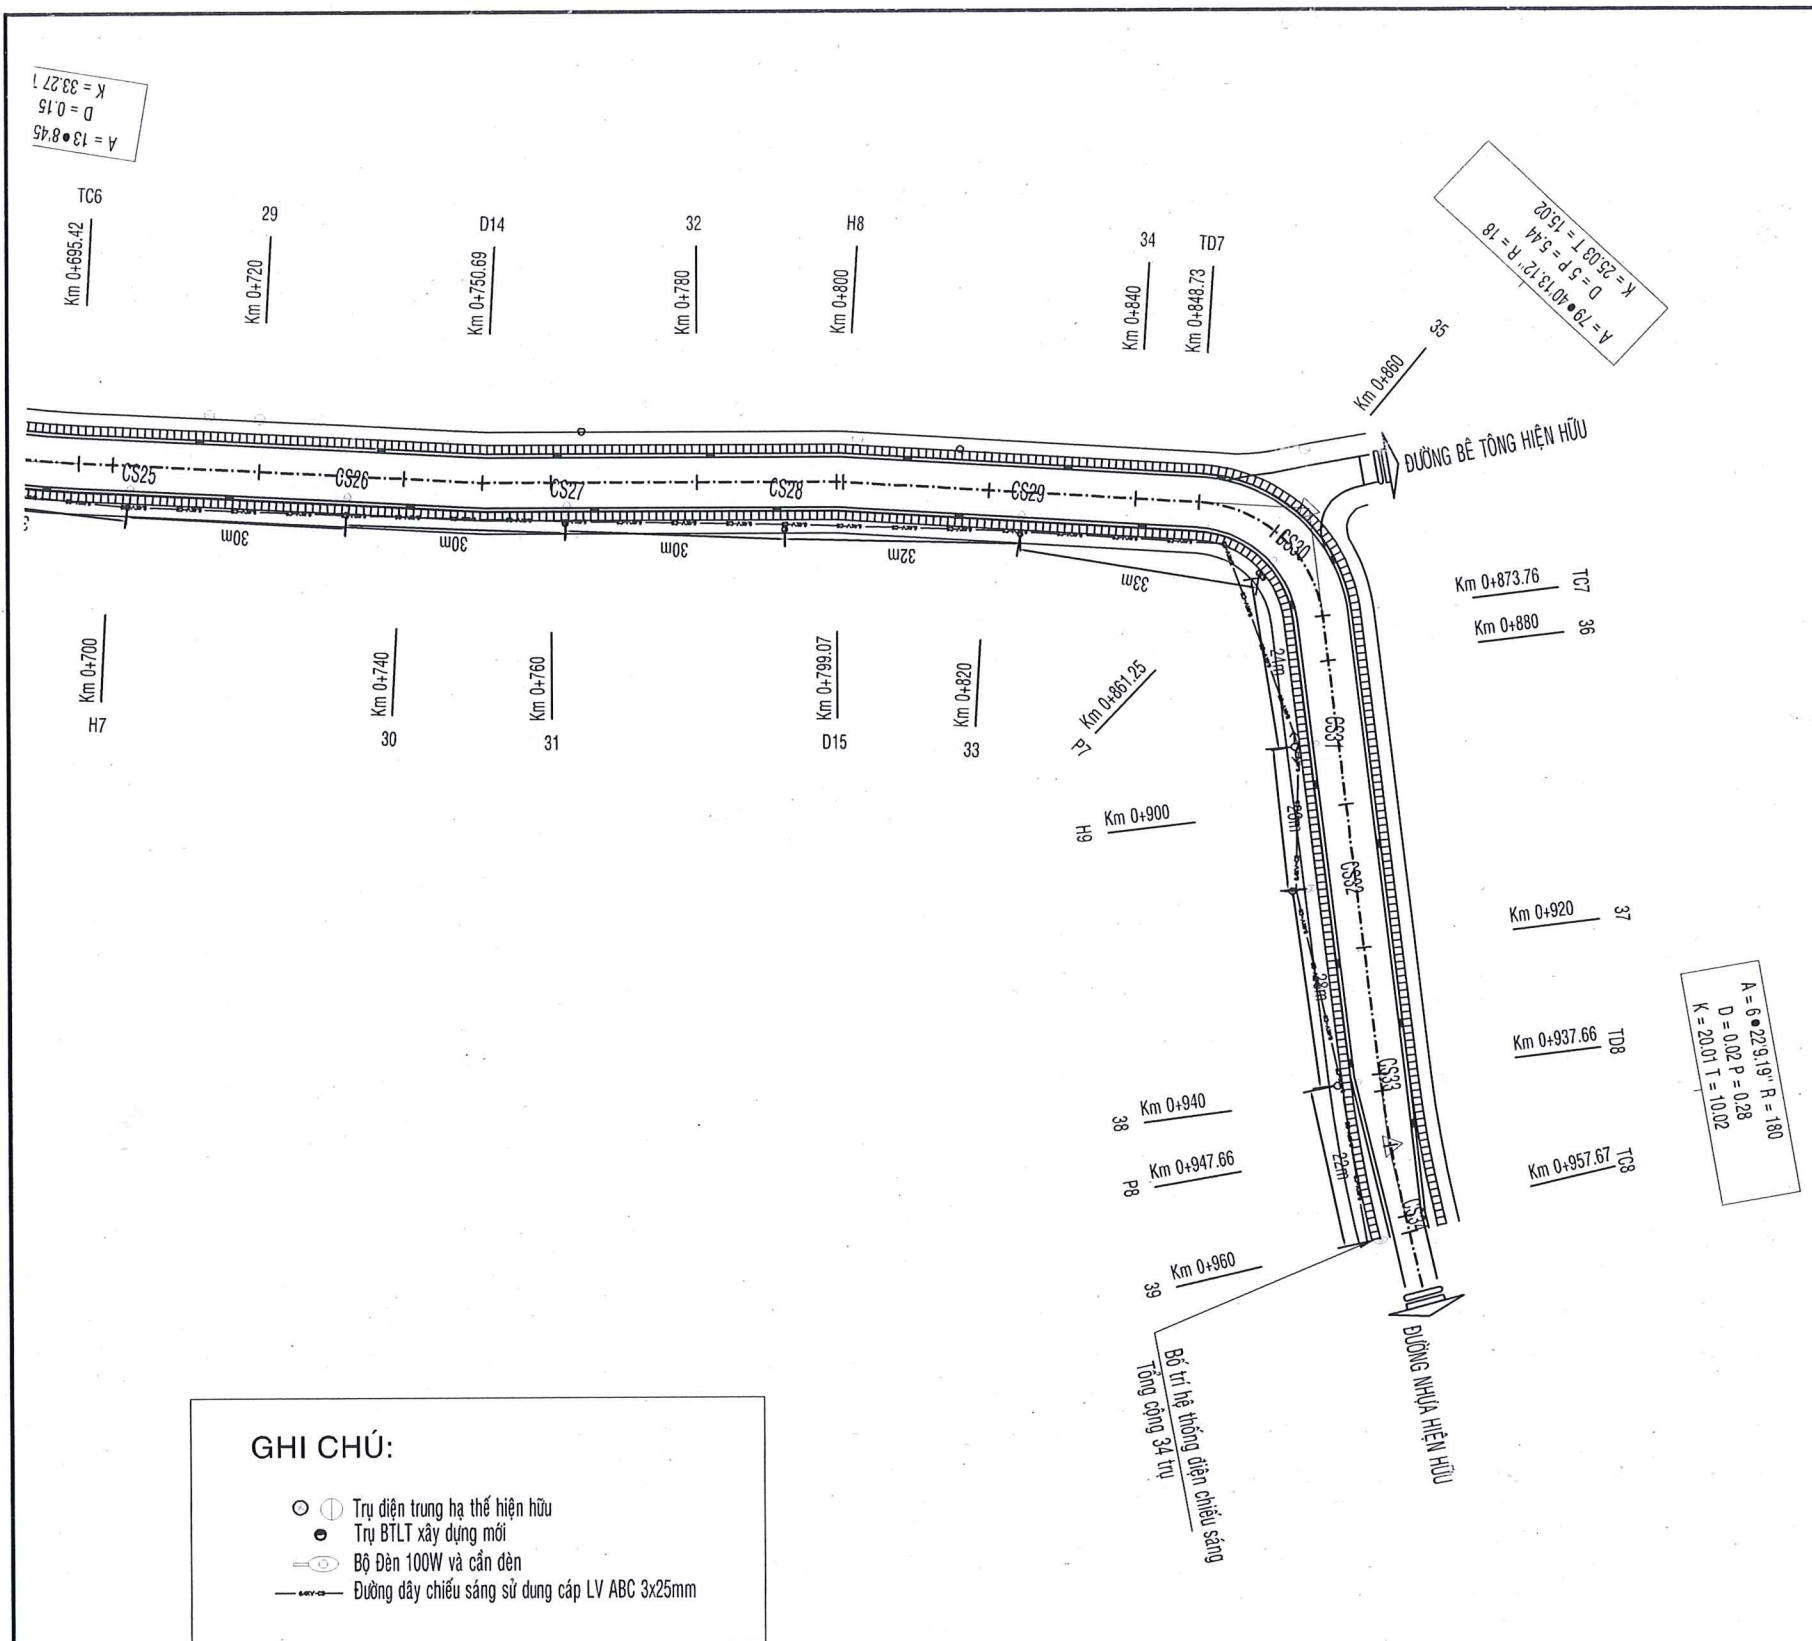 A = 13●8'45
D = 0.15
K = 33.27
TC6
Km 0+695.42
29
Km 0+720
D14
Km 0+750.69
32
Km 0+780
H8
Km 0+800
34
Km 0+840
TD7
Km 0+848.73
A = 79●40'13.12" R = 18
D = 5 P = 5.44
K = 25.03 T = 15.02
35
Km 0+860
ĐƯỜNG BÊ TÔNG HIỆN HỮU
CS25
CS26
CS27
CS28
CS29
CS30
30m
30m
30m
32m
33m
Km 0+700
H7
Km 0+740
30
Km 0+760
31
Km 0+799.07
D15
Km 0+820
33
Km 0+861.25
P7
Km 0+873.76 TC7
Km 0+880 36
24m
CS31
H9 Km 0+900
20m
CS32
Km 0+920 37
28m
Km 0+937.66 TD8
CS33
A = 6●22'9.19" R = 180
D = 0.02 P = 0.28
K = 20.01 T = 10.02
38 Km 0+940
P8 Km 0+947.66
22m
Km 0+957.67 TC8
CS34
39 Km 0+960
Bố trí hệ thống điện chiếu sáng
Tổng cộng 34 trụ
ĐƯỜNG NHỰA HIỆN HỮU
GHI CHÚ:
Trụ điện trung hạ thế hiện hữu
Trụ BTLT xây dựng mới
Bộ Đèn 100W và cần đèn
Đường dây chiếu sáng sử dung cáp LV ABC 3x25mm